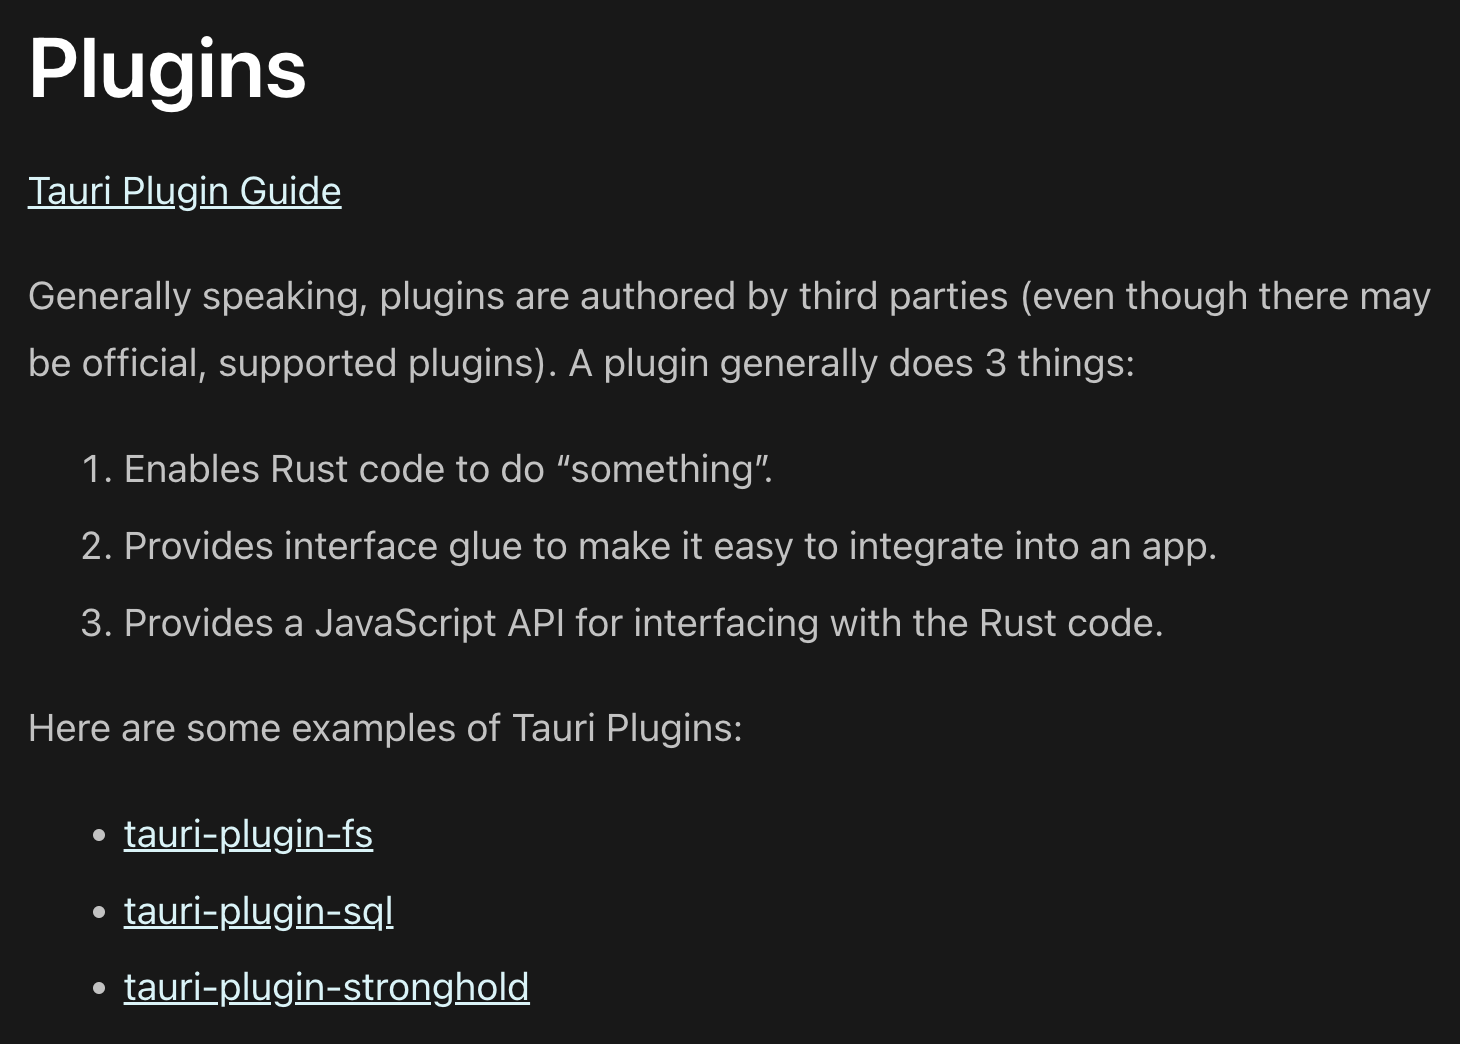 Plugins
Tauri Plugin Guide
Generally speaking, plugins are authored by third parties (even though there may
be official, supported plugins). A plugin generally does 3 things:
1. Enables Rust code to do “something”.
2. Provides interface glue to make it easy to integrate into an app.
3. Provides a JavaScript API for interfacing with the Rust code.
Here are some examples of Tauri Plugins:
• tauri-plugin-fs
• tauri-plugin-sql
• tauri-plugin-stronghold